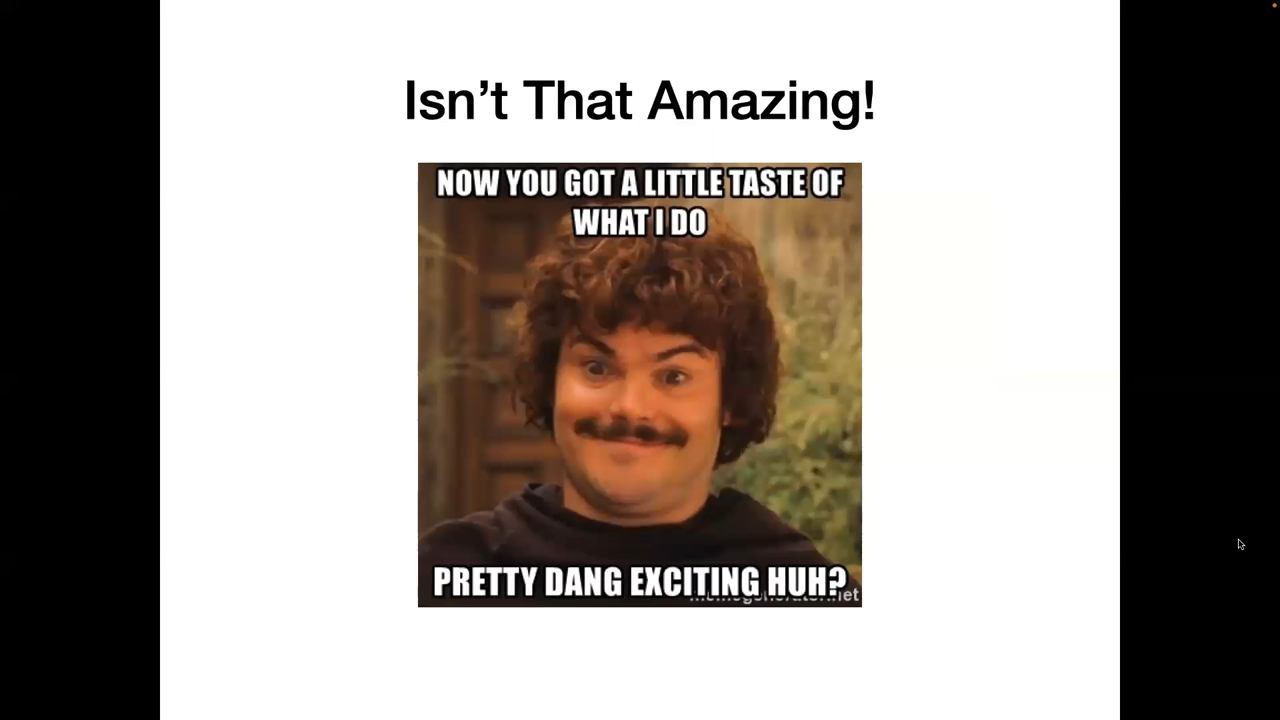 Isn’t That Amazing!
NOW YOU GOT A LITTLE TASTE OF
WHAT I DO
PRETTY DANG EXCITING HUH?